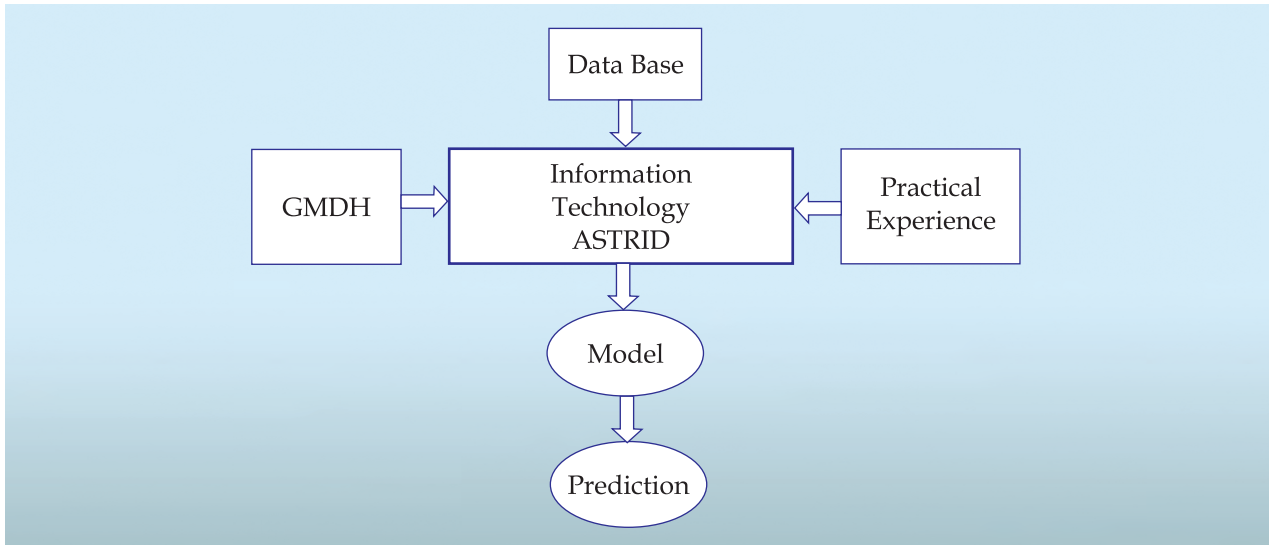 Data Base
GMDH
Information
Technology
ASTRID
Practical
Experience
Model
Prediction